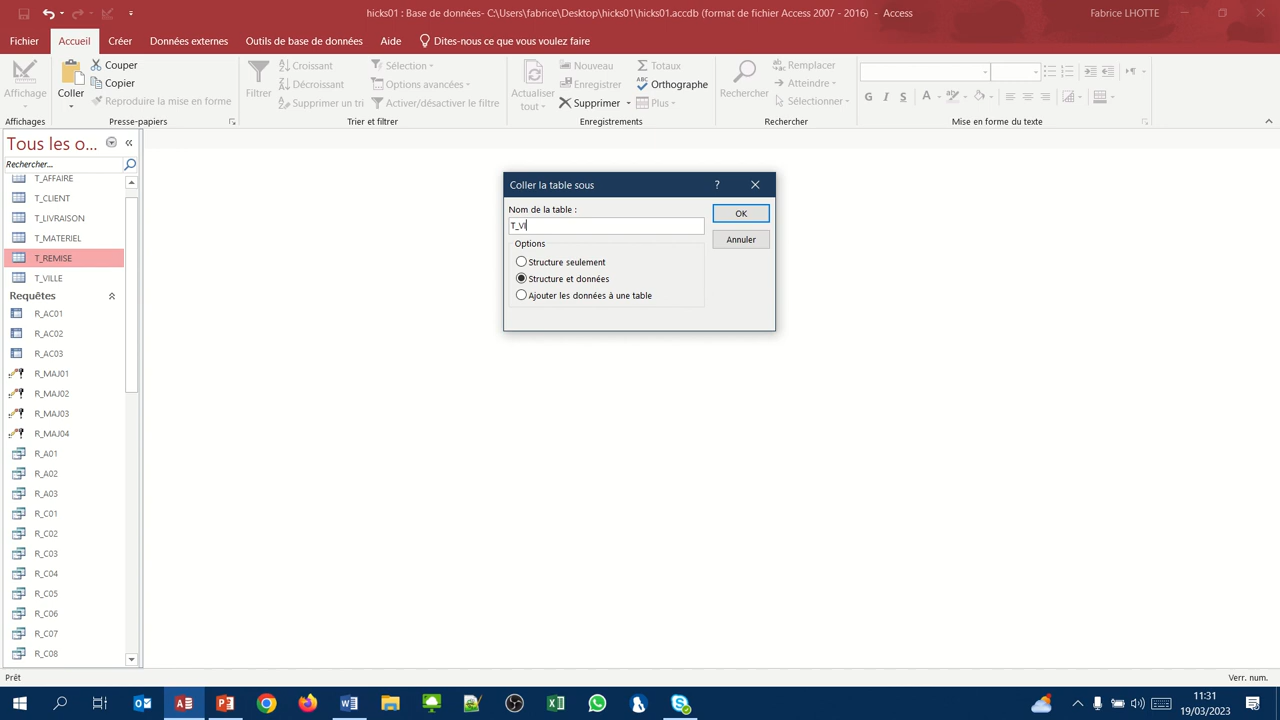 hicks01 : Base de données- C:\Users\fabrice\Desktop\hicks01\hicks01.accdb (format de fichier Access 2007 - 2016) - Access
Fabrice LHOTTE
Fichier Accueil Créer Données externes Outils de base de données Aide Dites-nous ce que vous voulez faire
Affichage
Coller
Couper
Copier
Reproduire la mise en forme
Filtrer
Croissant
Décroissant
Supprimer un tri
Sélection
Options avancées
Activer/désactiver le filtre
Actualiser
tout
Nouveau
Enregistrer
Supprimer
Totaux
Orthographe
Plus
Rechercher
Remplacer
Atteindre
Sélectionner
G I S A
Affichages Presse-papiers Trier et filtrer Enregistrements Rechercher Mise en forme du texte
Tous les o...
Rechercher...
T_AFFAIRE
T_CLIENT
T_LIVRAISON
T_MATERIEL
T_REMISE
T_VILLE
Requêtes
R_AC01
R_AC02
R_AC03
R_MAJ01
R_MAJ02
R_MAJ03
R_MAJ04
R_A01
R_A02
R_A03
R_C01
R_C02
R_C03
R_C04
R_C05
R_C06
R_C07
R_C08
Coller la table sous
?
Nom de la table :
T_VI
OK
Annuler
Options
Structure seulement
Structure et données
Ajouter les données à une table
Prêt
Verr. num.
11:31
19/03/2023